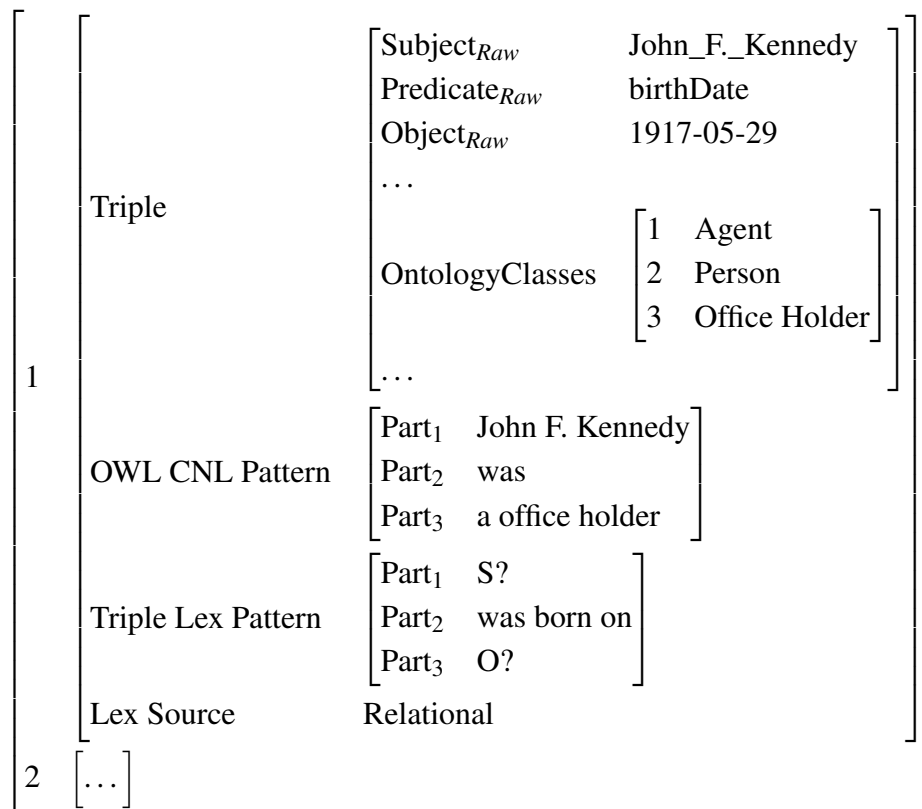 Subject_Raw John_F._Kennedy
Predicate_Raw birthDate
Object_Raw 1917-05-29
...
Triple
1 Agent
OntologyClasses 2 Person
3 Office Holder
1
...
Part_1 John F. Kennedy
OWL CNL Pattern Part_2 was
Part_3 a office holder
Part_1 S?
Triple Lex Pattern Part_2 was born on
Part_3 O?
Lex Source Relational
2 [...]